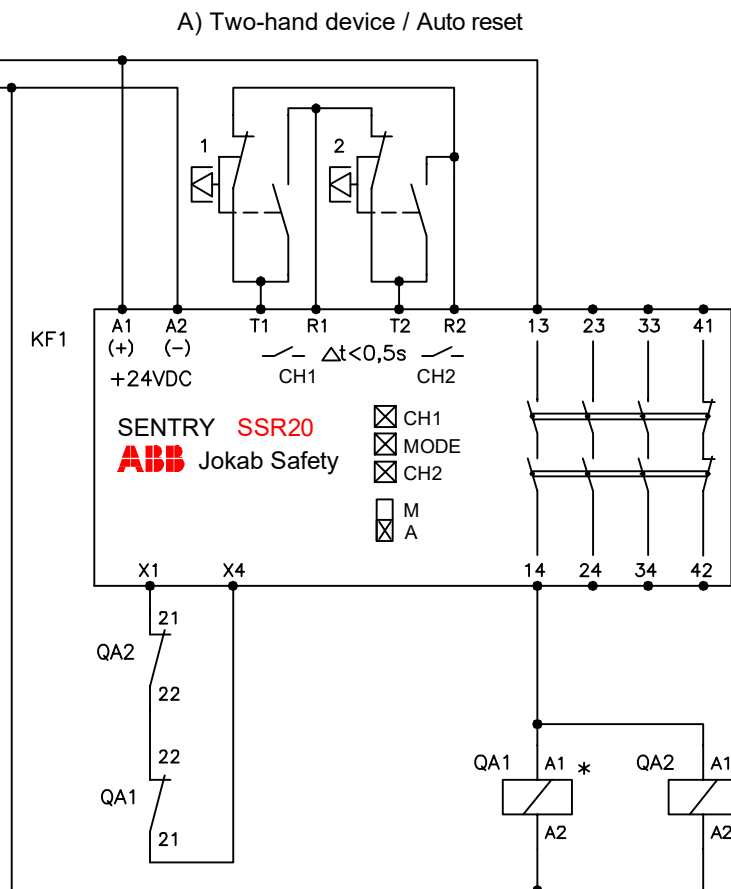 A) Two-hand device / Auto reset
1 2
A1 A2 T1 R1 T2 R2 13 23 33 41
KF1
(+) (-)
Δt<0,5s
+24VDC CH1 CH2
SENTRY SSR20
ABB Jokab Safety
CH1
MODE
CH2
M
A
X1 X4 14 24 34 42
21
QA2
22
22
QA1
21
QA1 A1 * QA2 A1
A2 A2